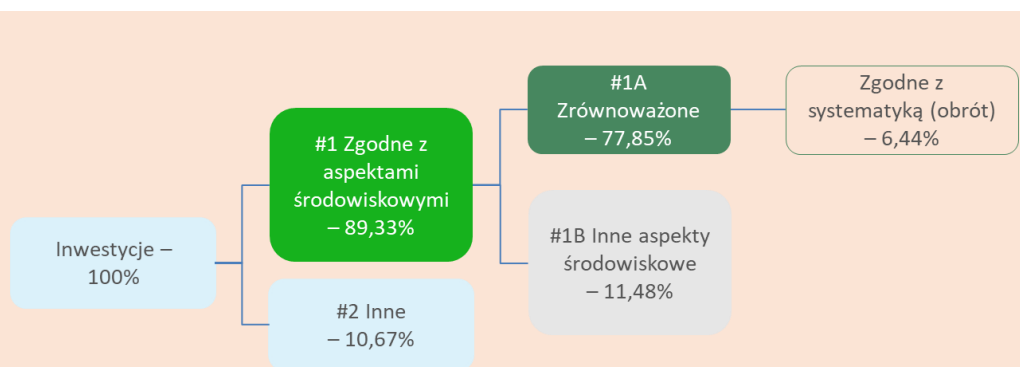 Inwestycje –
100%
#1 Zgodne z
aspektami
środowiskowymi
– 89,33%
#2 Inne
– 10,67%
#1A
Zrównoważone
– 77,85%
#1B Inne aspekty
środowiskowe
– 11,48%
Zgodne z
systematyką (obrót)
– 6,44%